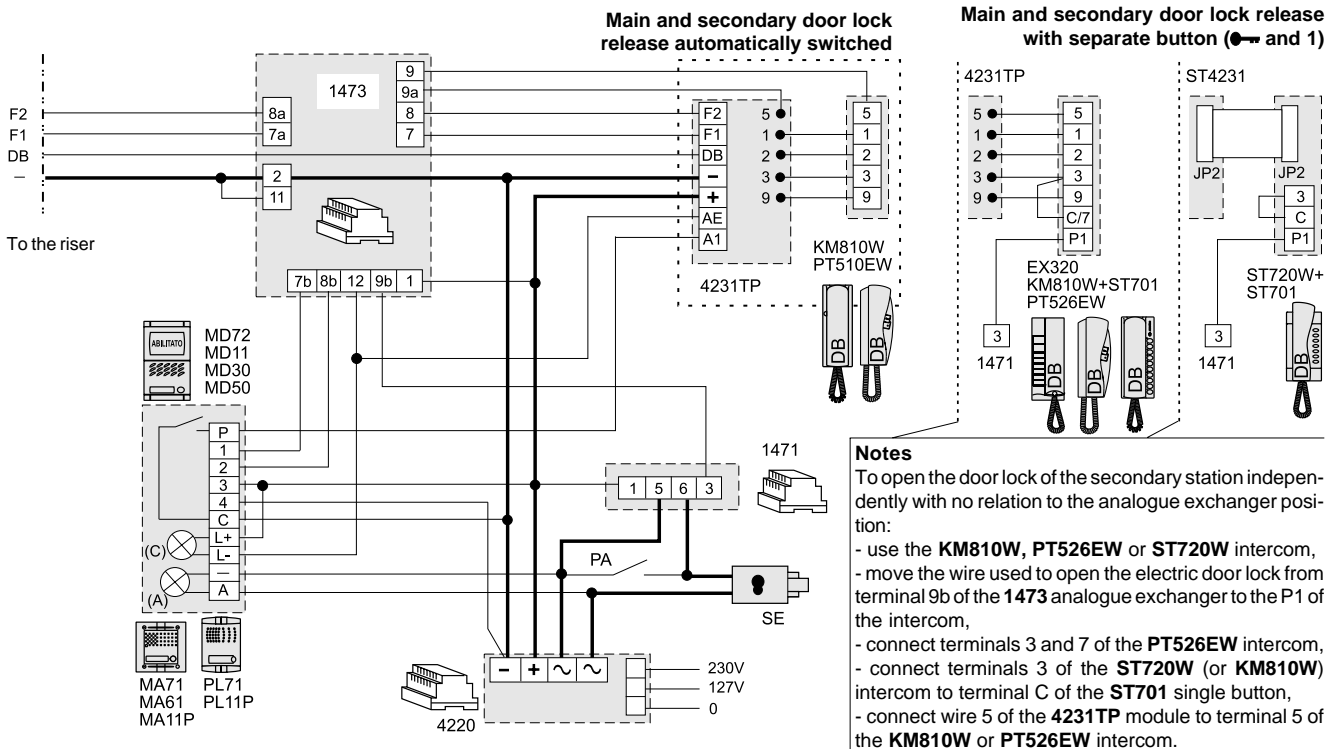 Main and secondary door lock
release automatically switched
Main and secondary door lock release
with separate button ( and 1)
F2
F1
DB
–
To the riser
1473
9
9a
8
7
8a
7a
2
11
7b 8b 12 9b 1
F2
F1
DB
–
+
AE
A1
5
1
2
3
9
5
1
2
3
9
4231TP
KM810W
PT510EW
DB
DB
4231TP
5
1
2
3
9
5
1
2
3
9
C/7
P1
3
1471
EX320
KM810W+ST701
PT526EW
DB
DB
DB
ST4231
JP2
JP2
3
C
P1
3
1471
ST720W+
ST701
DB
ABILITATO
MD72
MD11
MD30
MD50
P
1
2
3
4
C
L+
L-
—
A
(C)
(A)
MA71
MA61
MA11P
PL71
PL11P
1471
1 5 6 3
PA
SE
– + ~ ~
4220
230V
127V
0
Notes
To open the door lock of the secondary station indepen-
dently with no relation to the analogue exchanger posi-
tion:
- use the KM810W, PT526EW or ST720W intercom,
- move the wire used to open the electric door lock from
terminal 9b of the 1473 analogue exchanger to the P1 of
the intercom,
- connect terminals 3 and 7 of the PT526EW intercom,
- connect terminals 3 of the ST720W (or KM810W)
intercom to terminal C of the ST701 single button,
- connect wire 5 of the 4231TP module to terminal 5 of
the KM810W or PT526EW intercom.